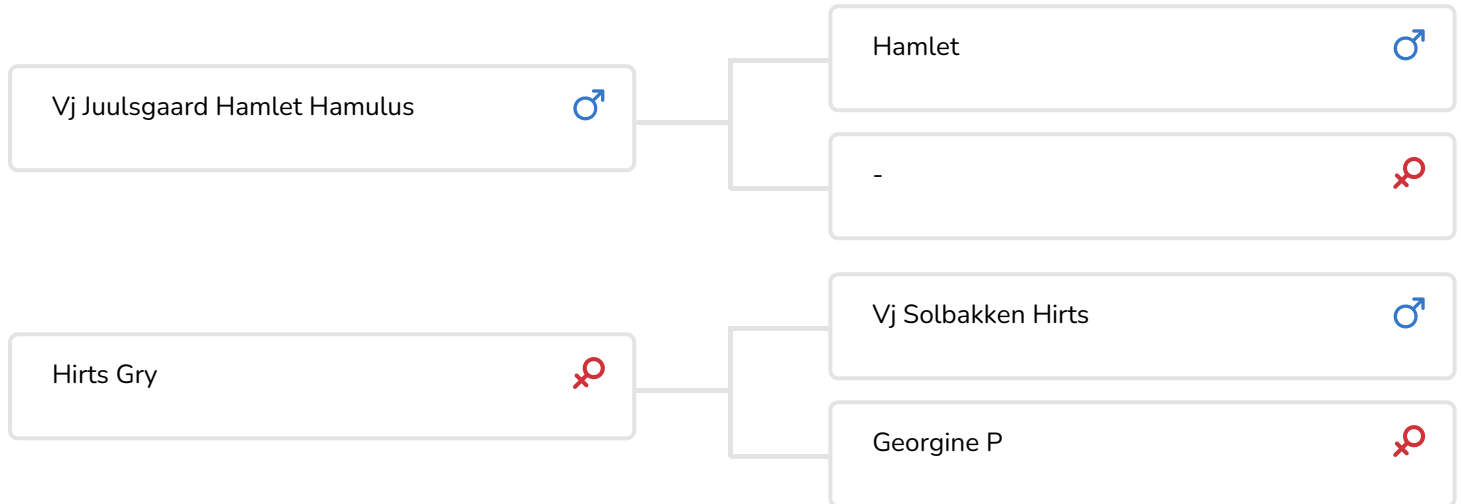 Vj Juulsgaard Hamlet Hamulus
Hamlet
-
Hirts Gry
Vj Solbakken Hirts
Georgine P